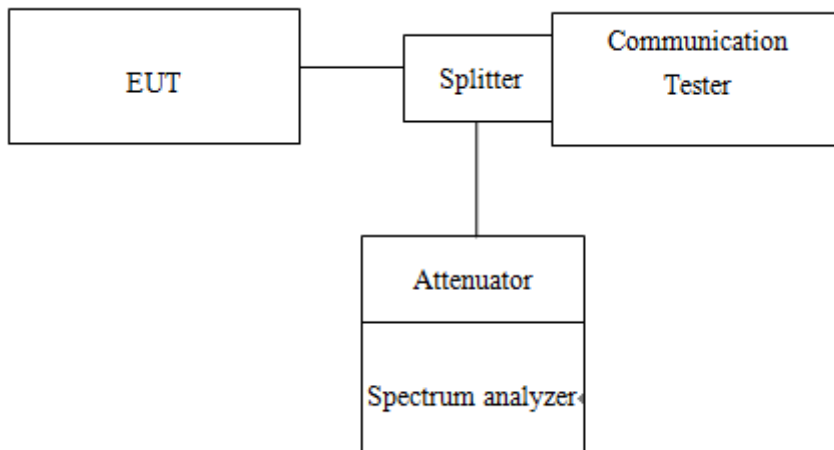 EUT
Splitter
Communication
Tester
Attenuator
Spectrum analyzer